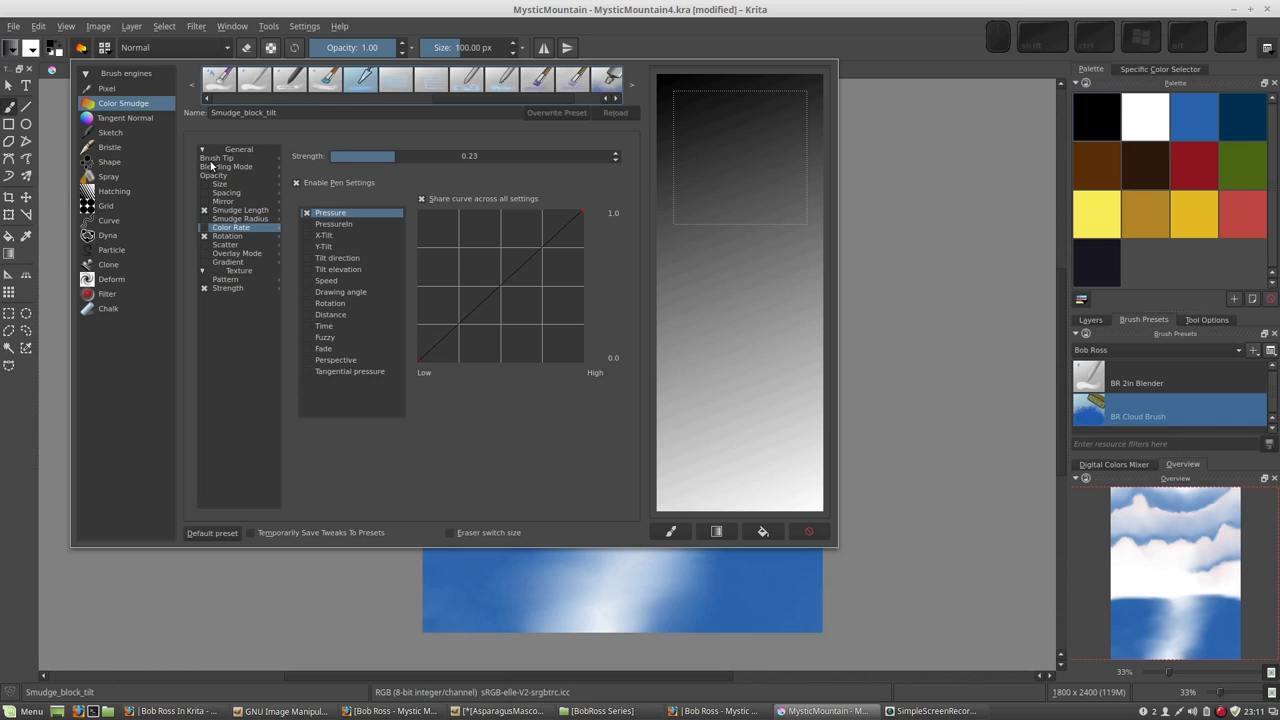 MysticMountain - MysticMountain4.kra [modified] – Krita
File Edit View Image Layer Select Filter Window Tools Settings Help
Normal Opacity: 1.00 Size: 100.00 px shift ctrl alt
Brush engines
Pixel
Color Smudge
Tangent Normal
Sketch
Bristle
Shape
Spray
Hatching
Grid
Curve
Dyna
Particle
Clone
Deform
Filter
Chalk
Name: Smudge_block_tilt Overwrite Preset Reload
General
Brush Tip
Blending Mode
Opacity
Size
Spacing
Mirror
Smudge Length
Smudge Radius
Color Rate
Rotation
Scatter
Overlay Mode
Gradient
Texture
Pattern
Strength
Strength: 0.23
Enable Pen Settings
Pressure
PressureIn
X-Tilt
Y-Tilt
Tilt direction
Tilt elevation
Speed
Drawing angle
Rotation
Distance
Time
Fuzzy
Fade
Perspective
Tangential pressure
Share curve across all settings
1.0
0.0
Low High
Default preset Temporarily Save Tweaks To Presets Eraser switch size
T...
Palette Specific Color Selector
Palette
Layers Brush Presets Tool Options
Brush Presets
Bob Ross
BR 2in Blender
BR Cloud Brush
Enter resource filters here
Digital Colors Mixer Overview
Overview
33%
Smudge_block_tilt RGB (8-bit integer/channel) sRGB-elle-V2-srgbtrc.icc 1800 x 2400 (119M) 33%
Menu [Bob Ross In Krita - ... GNU Image Manipul... [Bob Ross - Mystic M... [*[AsparagusMasco... [BobRoss Series] [Bob Ross - Mystic ... MysticMountain - M... SimpleScreenRecor... 2 23:11